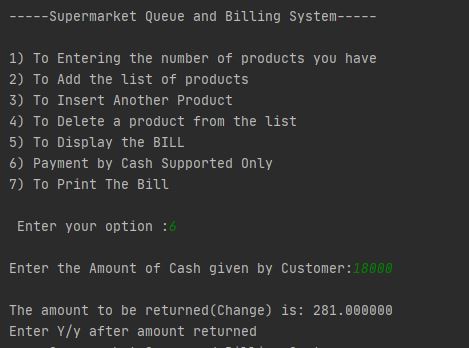 -----Supermarket Queue and Billing System-----
1) To Entering the number of products you have
2) To Add the list of products
3) To Insert Another Product
4) To Delete a product from the list
5) To Display the BILL
6) Payment by Cash Supported Only
7) To Print The Bill
Enter your option :6
Enter the Amount of Cash given by Customer:18000
The amount to be returned(Change) is: 281.000000
Enter Y/y after amount returned